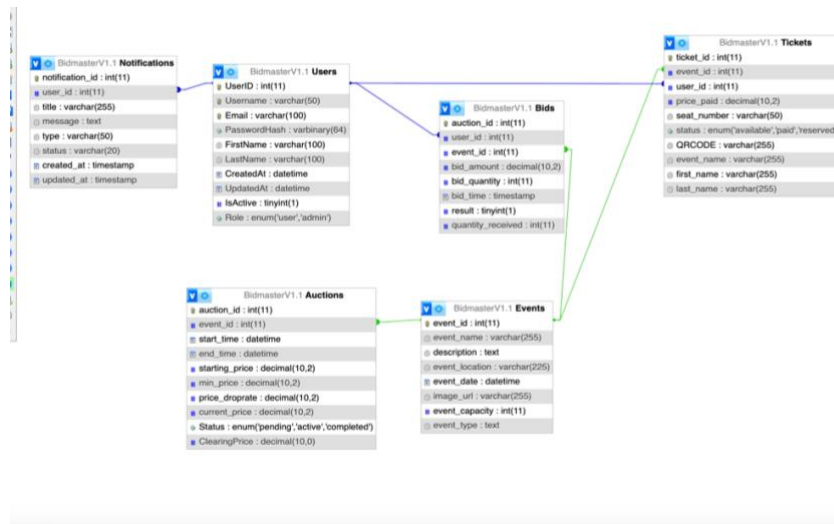 BidmasterV1.1 Notifications
notification_id : int(11)
user_id : int(11)
title : varchar(255)
message : text
type : varchar(50)
status : varchar(20)
created_at : timestamp
updated_at : timestamp
BidmasterV1.1 Users
UserID : int(11)
Username : varchar(50)
Email : varchar(100)
PasswordHash : varbinary(64)
FirstName : varchar(100)
LastName : varchar(100)
CreatedAt : datetime
UpdatedAt : datetime
IsActive : tinyint(1)
Role : enum('user','admin')
BidmasterV1.1 Bids
auction_id : int(11)
user_id : int(11)
event_id : int(11)
bid_amount : decimal(10,2)
bid_quantity : int(11)
bid_time : timestamp
result : tinyint(1)
quantity_received : int(11)
BidmasterV1.1 Tickets
ticket_id : int(11)
event_id : int(11)
user_id : int(11)
price_paid : decimal(10,2)
seat_number : varchar(50)
status : enum('available','paid','reserved
QRCODE : varchar(255)
event_name : varchar(255)
first_name : varchar(255)
last_name : varchar(255)
BidmasterV1.1 Auctions
auction_id : int(11)
event_id : int(11)
start_time : datetime
end_time : datetime
starting_price : decimal(10,2)
min_price : decimal(10,2)
price_droprate : decimal(10,2)
current_price : decimal(10,2)
Status : enum('pending','active','completed')
ClearingPrice : decimal(10,0)
BidmasterV1.1 Events
event_id : int(11)
event_name : varchar(255)
description : text
event_location : varchar(225)
event_date : datetime
image_url : varchar(255)
event_capacity : int(11)
event_type : text